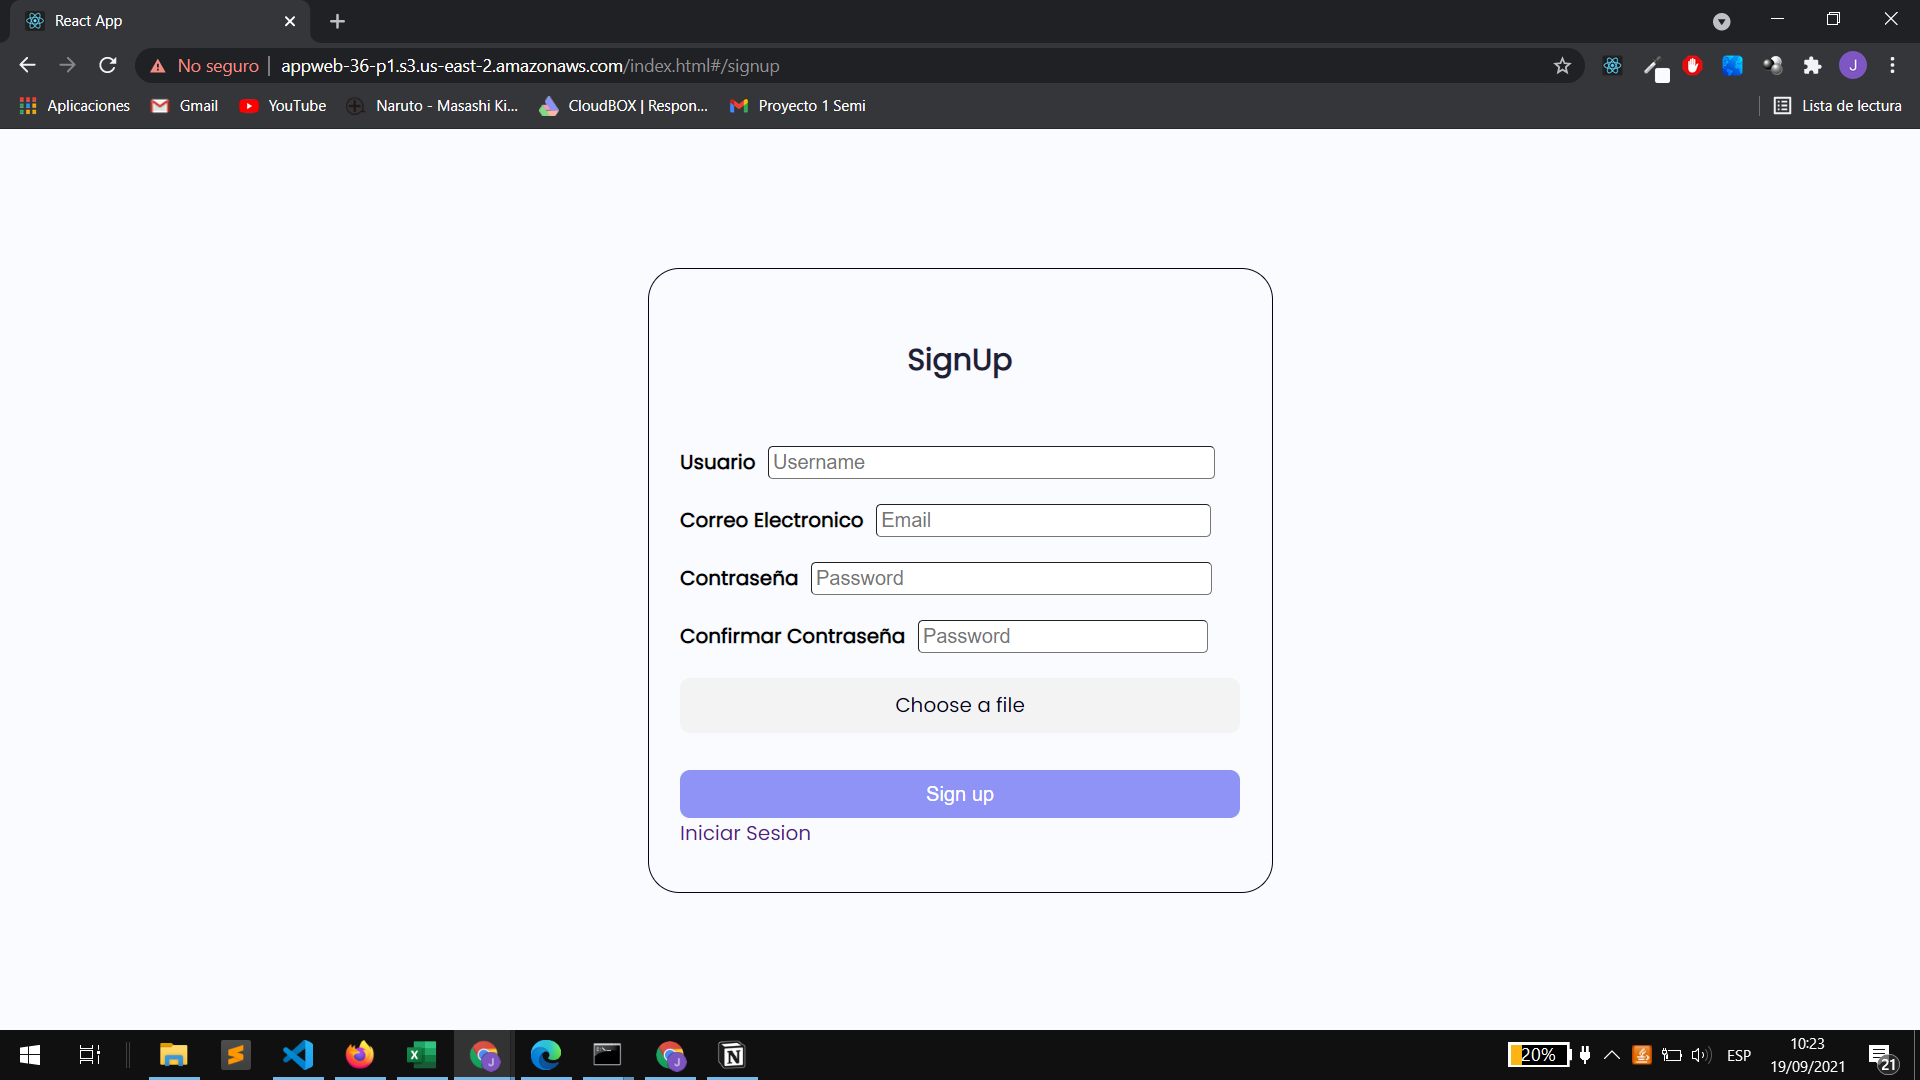 React App
No seguro
appweb-36-p1.s3.us-east-2.amazonaws.com/index.html#/signup
J
Aplicaciones
Gmail
YouTube
Naruto - Masashi Ki...
CloudBOX | Respon...
Proyecto 1 Semi
Lista de lectura
SignUp
Usuario Username
Correo Electronico Email
Contraseña Password
Confirmar Contraseña Password
Choose a file
Sign up
Iniciar Sesion
20%
ESP
10:23
19/09/2021
21